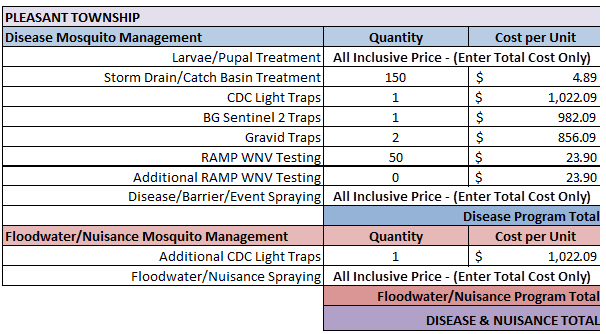 PLEASANT TOWNSHIP
Disease Mosquito Management Quantity Cost per Unit
Larvae/Pupal Treatment All Inclusive Price - (Enter Total Cost Only)
Storm Drain/Catch Basin Treatment 150 $ 4.89
CDC Light Traps 1 $ 1,022.09
BG Sentinel 2 Traps 1 $ 982.09
Gravid Traps 2 $ 856.09
RAMP WNV Testing 50 $ 23.90
Additional RAMP WNV Testing 0 $ 23.90
Disease/Barrier/Event Spraying All Inclusive Price - (Enter Total Cost Only)
Disease Program Total
Floodwater/Nuisance Mosquito Management Quantity Cost per Unit
Additional CDC Light Traps 1 $ 1,022.09
Floodwater/Nuisance Spraying All Inclusive Price - (Enter Total Cost Only)
Floodwater/Nuisance Program Total
DISEASE & NUISANCE TOTAL